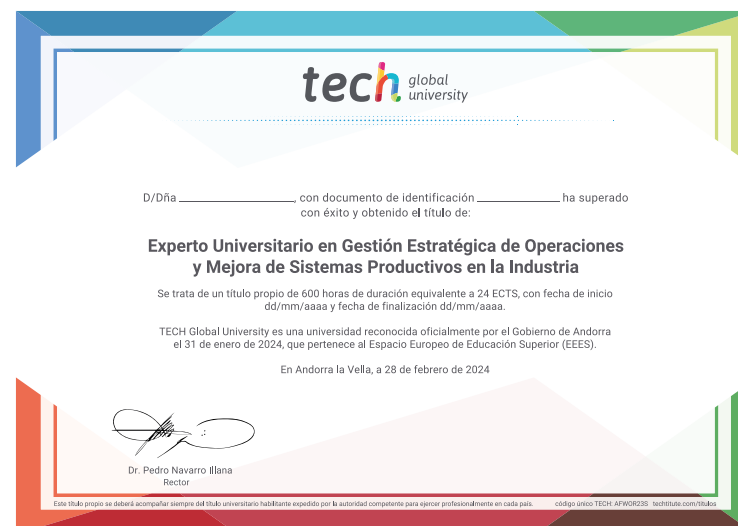 tech global university
D/Dña ____________, con documento de identificación ____________ ha superado
con éxito y obtenido el título de:
Experto Universitario en Gestión Estratégica de Operaciones
y Mejora de Sistemas Productivos en la Industria
Se trata de un título propio de 600 horas de duración equivalente a 24 ECTS, con fecha de inicio
dd/mm/aaaa y fecha de finalización dd/mm/aaaa.
TECH Global University es una universidad reconocida oficialmente por el Gobierno de Andorra
el 31 de enero de 2024, que pertenece al Espacio Europeo de Educación Superior (EEES).
En Andorra la Vella, a 28 de febrero de 2024
Dr. Pedro Navarro Illana
Rector
Este título propio se deberá acompañar siempre del título universitario habilitante expedido por la autoridad competente para ejercer profesionalmente en cada país. código único TECH: AFWOR23S techtitute.com/titulos